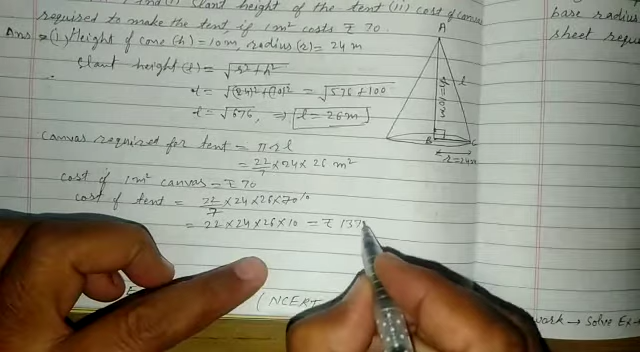 find (i) Slant height of the tent (ii) cost of canvas
required to make the tent, if 1m² costs ₹ 70.
Ans → (i) Height of cone (h) = 10 m, radius (r) = 24 m
Slant height (l) = √r²+h²
l = √(24)²+(10)² = √576+100
l = √676, ⇒ l = 26m
Canvas required for tent = πrl
= 22/7 × 24 × 26 m²
cost of 1m² canvas = ₹ 70
cost of tent = 22/7 × 24 × 26 × 70
= 22 × 24 × 26 × 10 = ₹ 137
A
l
B
C
r = 24m
base radius
sheet requ
(NCERT
work → Solve Ex